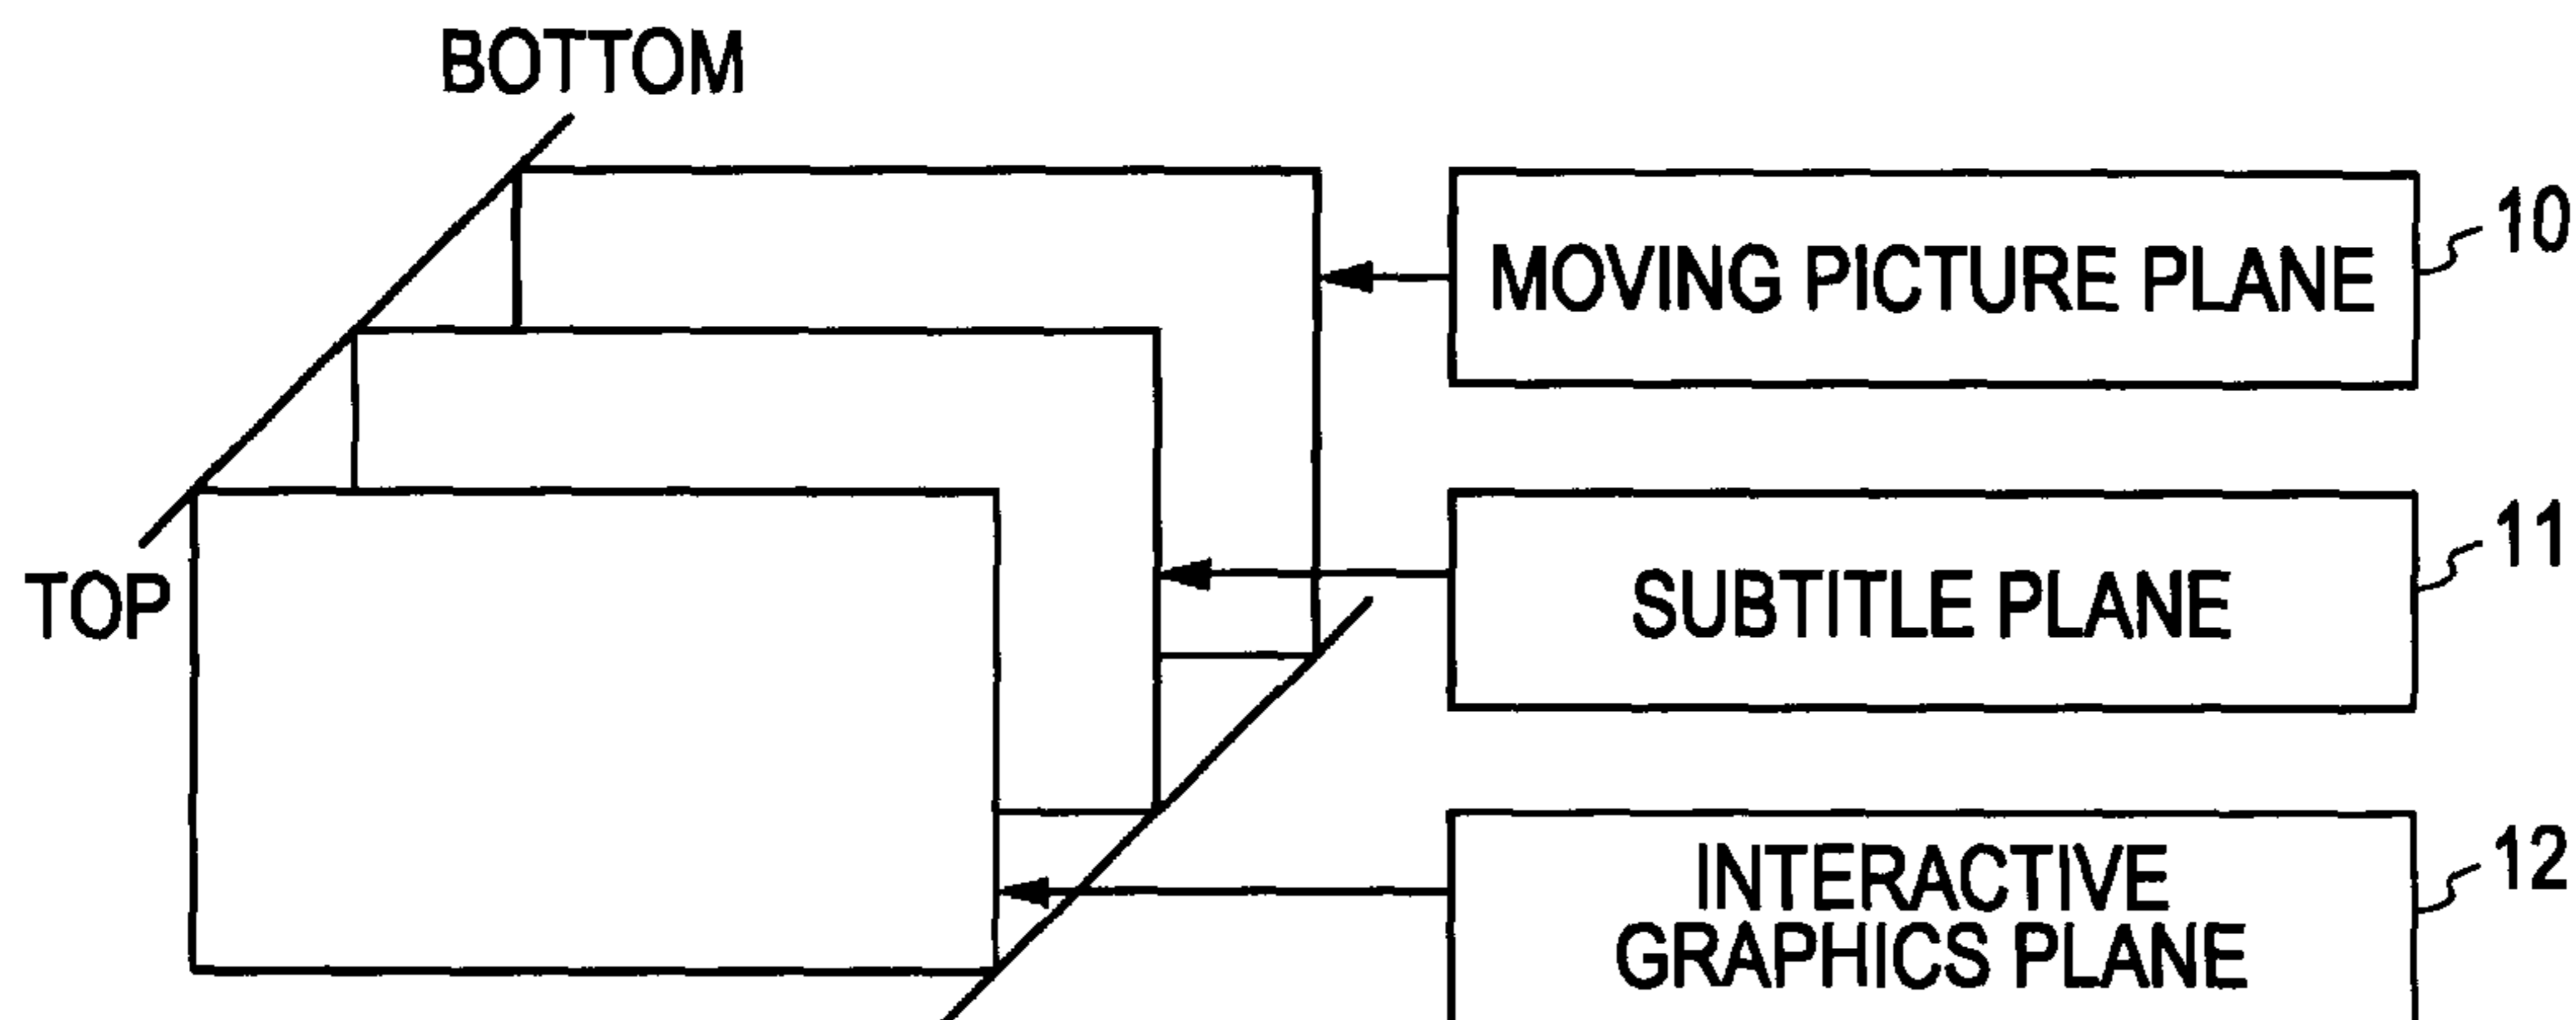 BOTTOM
MOVING PICTURE PLANE
10
SUBTITLE PLANE
11
TOP
INTERACTIVE
GRAPHICS PLANE
12